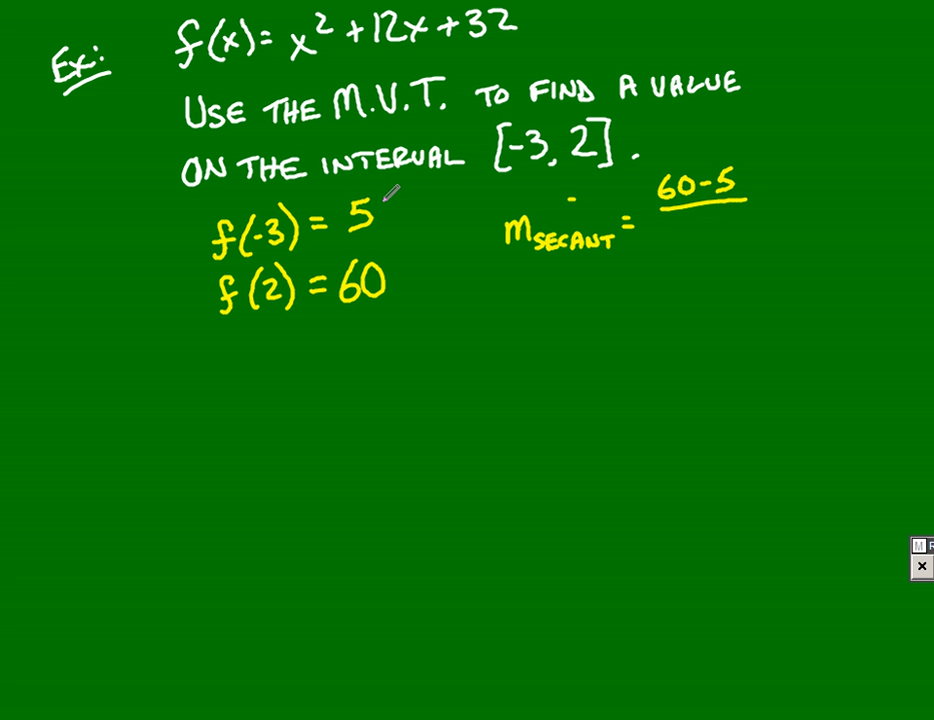 Ex: f(x) = x² + 12x + 32
USE THE M.V.T. TO FIND A VALUE
ON THE INTERVAL [-3, 2].
f(-3) = 5
f(2) = 60
m SECANT = 60-5
M R
×